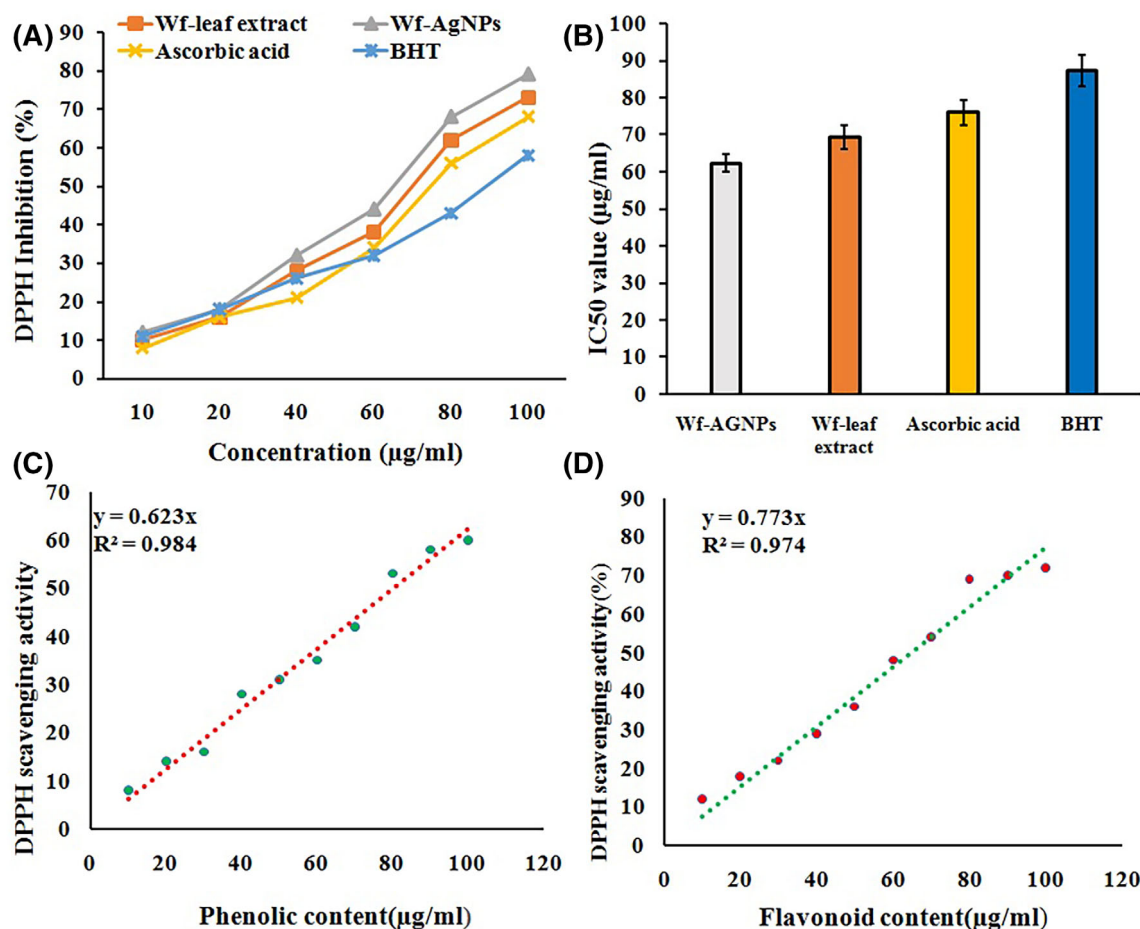 (A)
Wf-leaf extract
Wf-AgNPs
Ascorbic acid
BHT
DPPH Inhibition (%)
90
80
70
60
50
40
30
20
10
0
10 20 40 60 80 100
Concentration (µg/ml)
(B)
IC50 value (µg/ml)
100
90
80
70
60
50
40
30
20
10
0
Wf-AGNPs
Wf-leaf
extract
Ascorbic acid
BHT
(C)
y = 0.623x
R² = 0.984
DPPH scavenging activity
70
60
50
40
30
20
10
0
0 20 40 60 80 100 120
Phenolic content(µg/ml)
(D)
y = 0.773x
R² = 0.974
DPPH scavenging activity(%)
90
80
70
60
50
40
30
20
10
0
0 20 40 60 80 100 120
Flavonoid content(µg/ml)